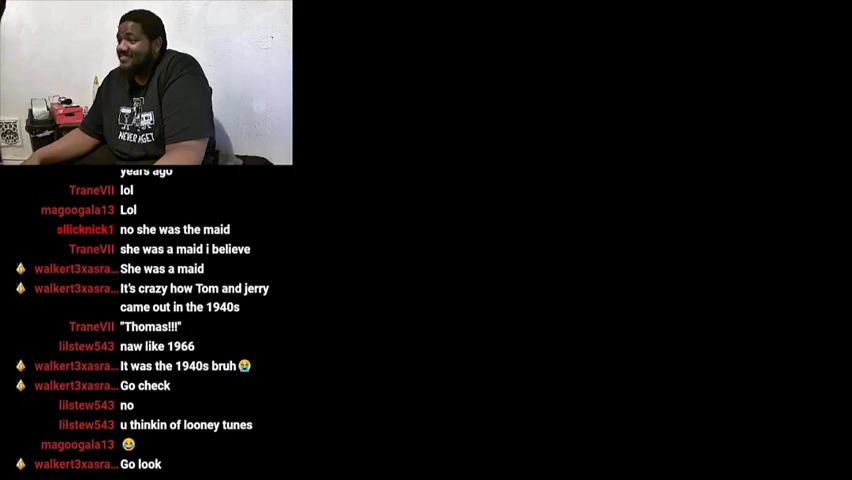 NEVER
years ago
TraneVII lol
magoogala13 Lol
sllicknick1 no she was the maid
TraneVII she was a maid i believe
walkert3xasra... She was a maid
walkert3xasra... It's crazy how Tom and jerry
came out in the 1940s
TraneVII "Thomas!!!"
lilstew543 naw like 1966
walkert3xasra... It was the 1940s bruh😭
walkert3xasra... Go check
lilstew543 no
lilstew543 u thinkin of looney tunes
magoogala13 😂
walkert3xasra... Go look